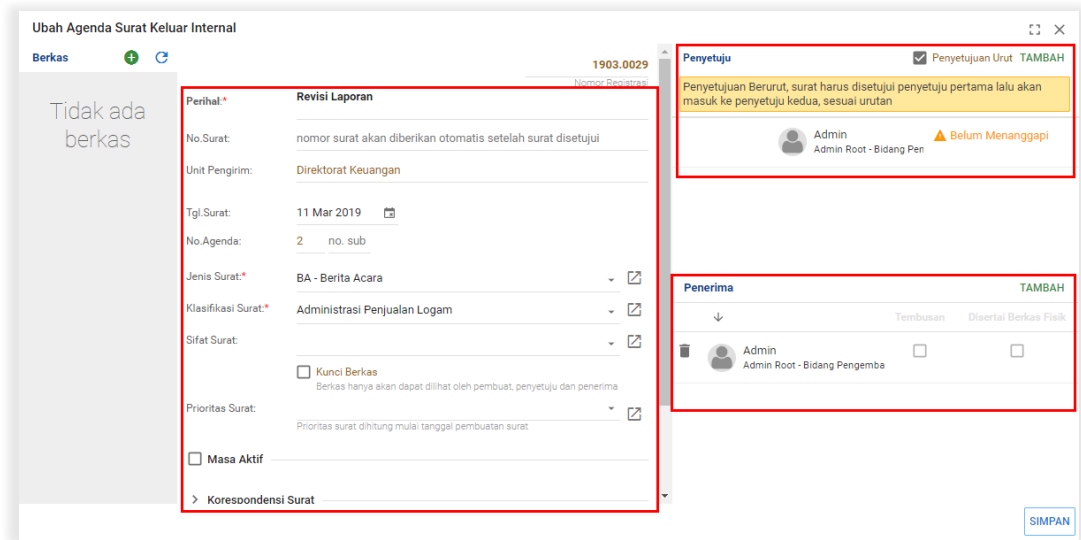 Ubah Agenda Surat Keluar Internal
Berkas
Tidak ada
berkas
1903.0029
Nomor Registrasi
Perihal:*
Revisi Laporan
No.Surat:
nomor surat akan diberikan otomatis setelah surat disetujui
Unit Pengirim:
Direktorat Keuangan
Tgl.Surat:
11 Mar 2019
No.Agenda:
2 no. sub
Jenis Surat:*
BA - Berita Acara
Klasifikasi Surat:*
Administrasi Penjualan Logam
Sifat Surat:
Kunci Berkas
Berkas hanya akan dapat dilihat oleh pembuat, penyetuju dan penerima
Prioritas Surat:
Prioritas surat dihitung mulai tanggal pembuatan surat
Masa Aktif
Korespondensi Surat
Penyetuju
Penyetujuan Urut TAMBAH
Penyetujuan Berurut, surat harus disetujui penyetuju pertama lalu akan
masuk ke penyetuju kedua, sesuai urutan
Admin
Admin Root - Bidang Pen
Belum Menanggapi
Penerima
TAMBAH
Tembusan Disertai Berkas Fisik
Admin
Admin Root - Bidang Pengemba
SIMPAN